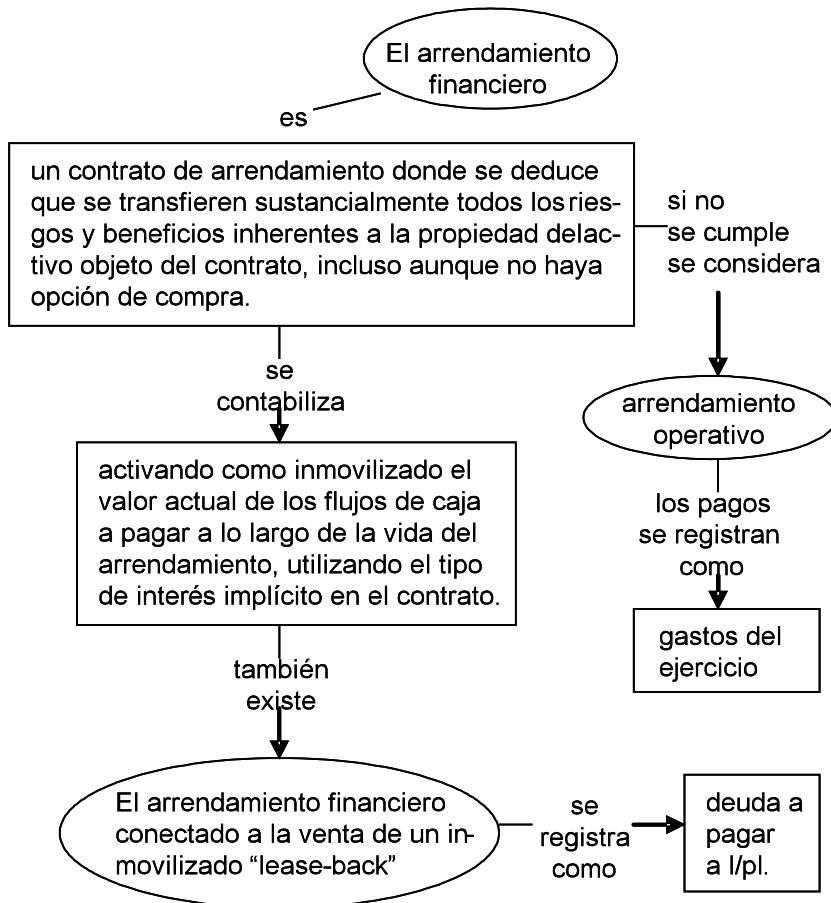 El arrendamiento
financiero
es
un contrato de arrendamiento donde se deduce
que se transfieren sustancialmente todos los ries-
gos y beneficios inherentes a la propiedad delac-
tivo objeto del contrato, incluso aunque no haya
opción de compra.
si no
se cumple
se considera
arrendamiento
operativo
los pagos
se registran
como
gastos del
ejercicio
se
contabiliza
activando como inmovilizado el
valor actual de los flujos de caja
a pagar a lo largo de la vida del
arrendamiento, utilizando el tipo
de interés implícito en el contrato.
también
existe
El arrendamiento financiero
conectado a la venta de un in-
movilizado “lease-back”
se
registra
como
deuda a
pagar
a l/pl.